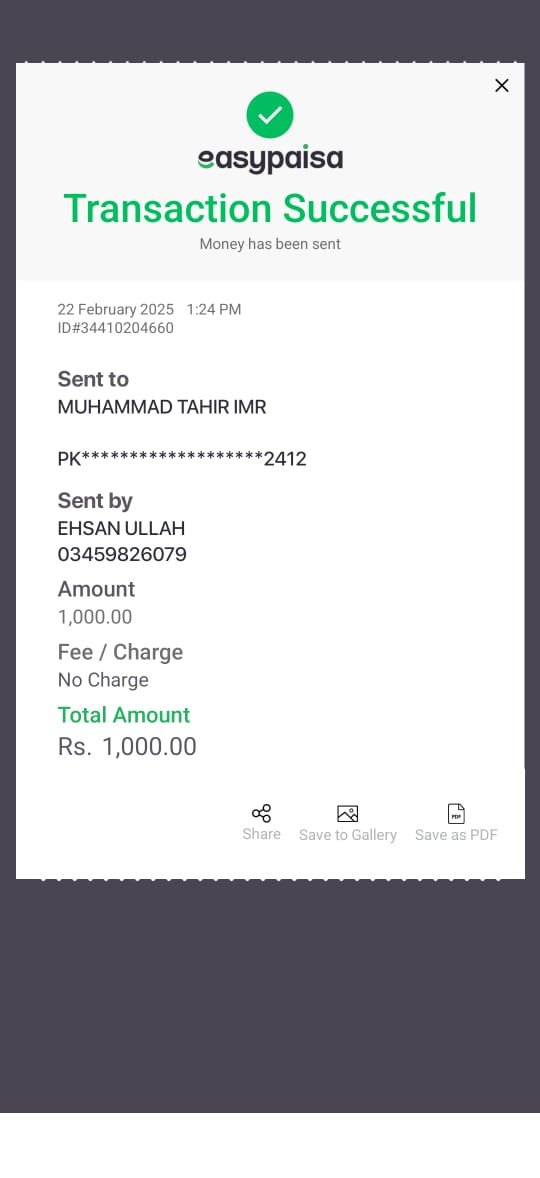 easypaisa
Transaction Successful
Money has been sent
22 February 2025 1:24 PM
ID#34410204660
Sent to
MUHAMMAD TAHIR IMR
PK*******************2412
Sent by
EHSAN ULLAH
03459826079
Amount
1,000.00
Fee / Charge
No Charge
Total Amount
Rs. 1,000.00
Share
Save to Gallery
PDF
Save as PDF